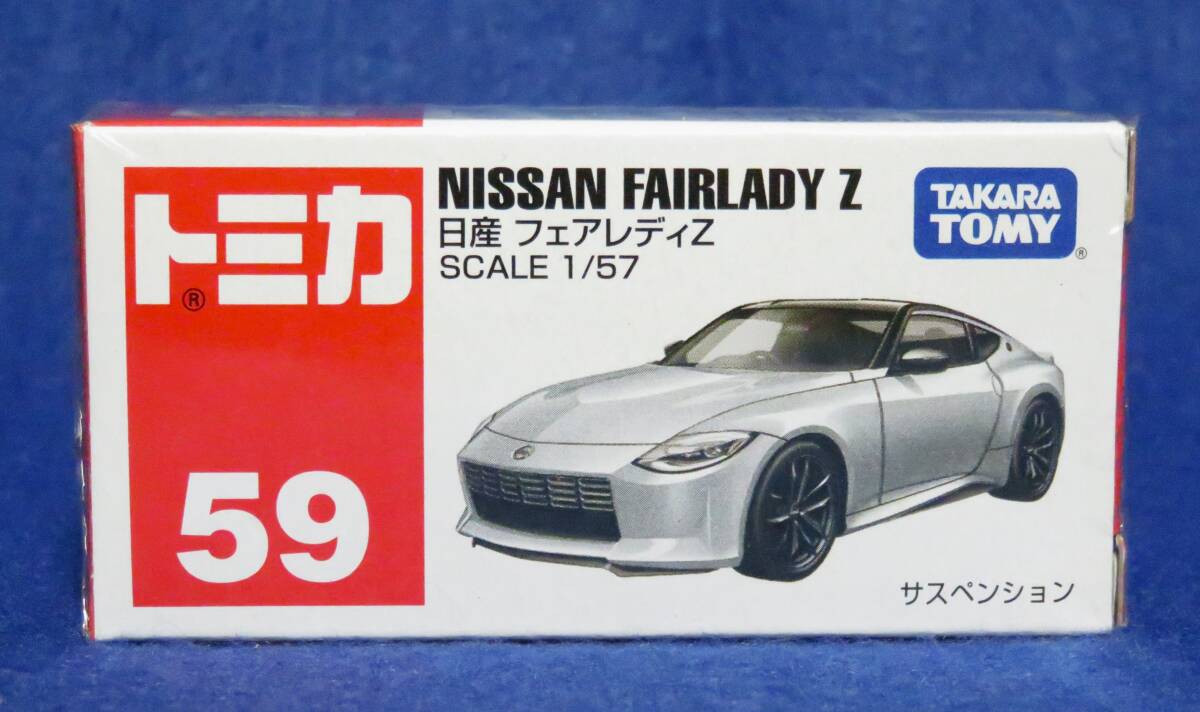 トミカ
®
59
NISSAN FAIRLADY Z
日産 フェアレディZ
SCALE 1/57
TAKARA
TOMY
®
サスペンション